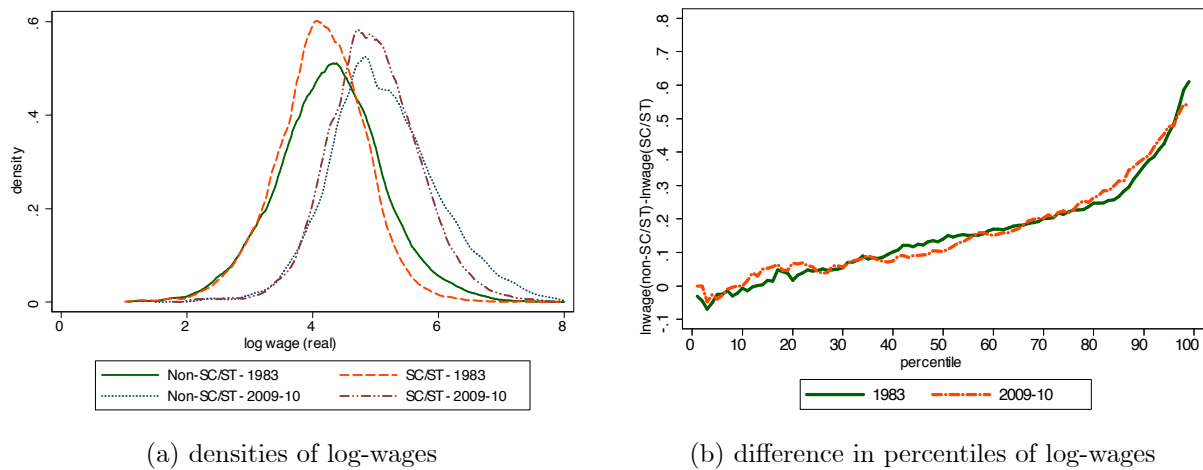 density
0 .2 .4 .6
0 2 4 6 8
log wage (real)
Non-SC/ST - 1983 SC/ST - 1983
Non-SC/ST - 2009-10 SC/ST - 2009-10
(a) densities of log-wages
lnwage(non-SC/ST)-lnwage(SC/ST)
.1 0 .1 .2 .3 .4 .5 .6 .7 .8
0 10 20 30 40 50 60 70 80 90 100
percentile
1983 2009-10
(b) difference in percentiles of log-wages